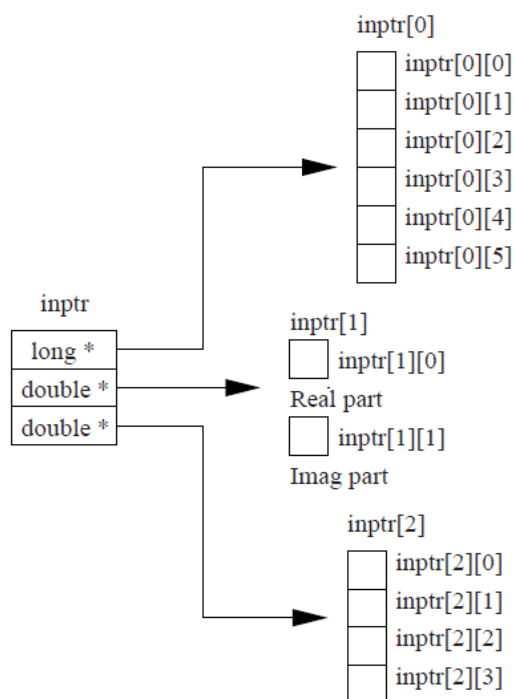 inptr[0]
inptr[0][0]
inptr[0][1]
inptr[0][2]
inptr[0][3]
inptr[0][4]
inptr[0][5]
inptr
long *
double *
double *
inptr[1]
inptr[1][0]
Real part
inptr[1][1]
Imag part
inptr[2]
inptr[2][0]
inptr[2][1]
inptr[2][2]
inptr[2][3]